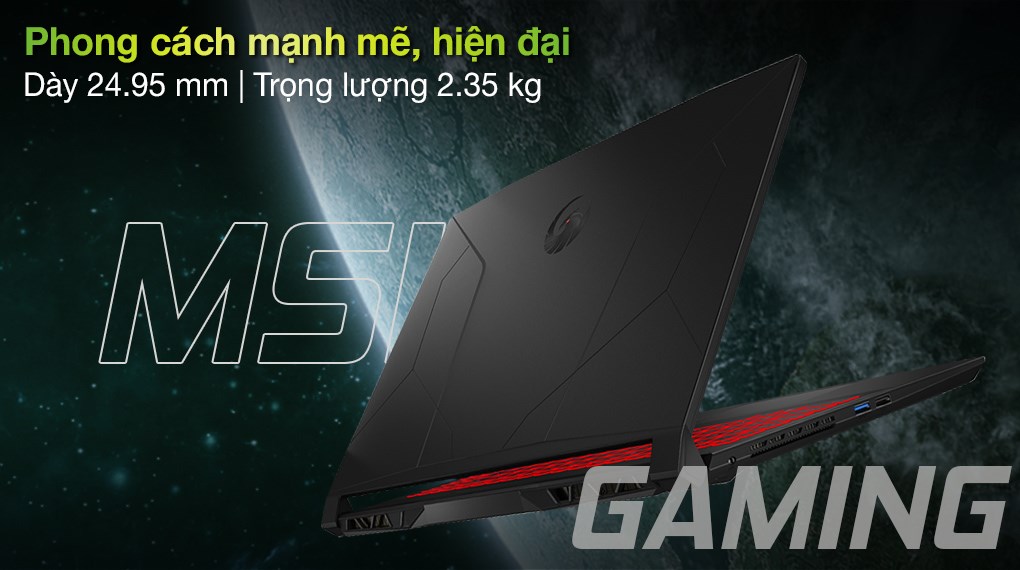 Phong cách mạnh mẽ, hiện đại
Dày 24.95 mm | Trọng lượng 2.35 kg
MSI
GAMING